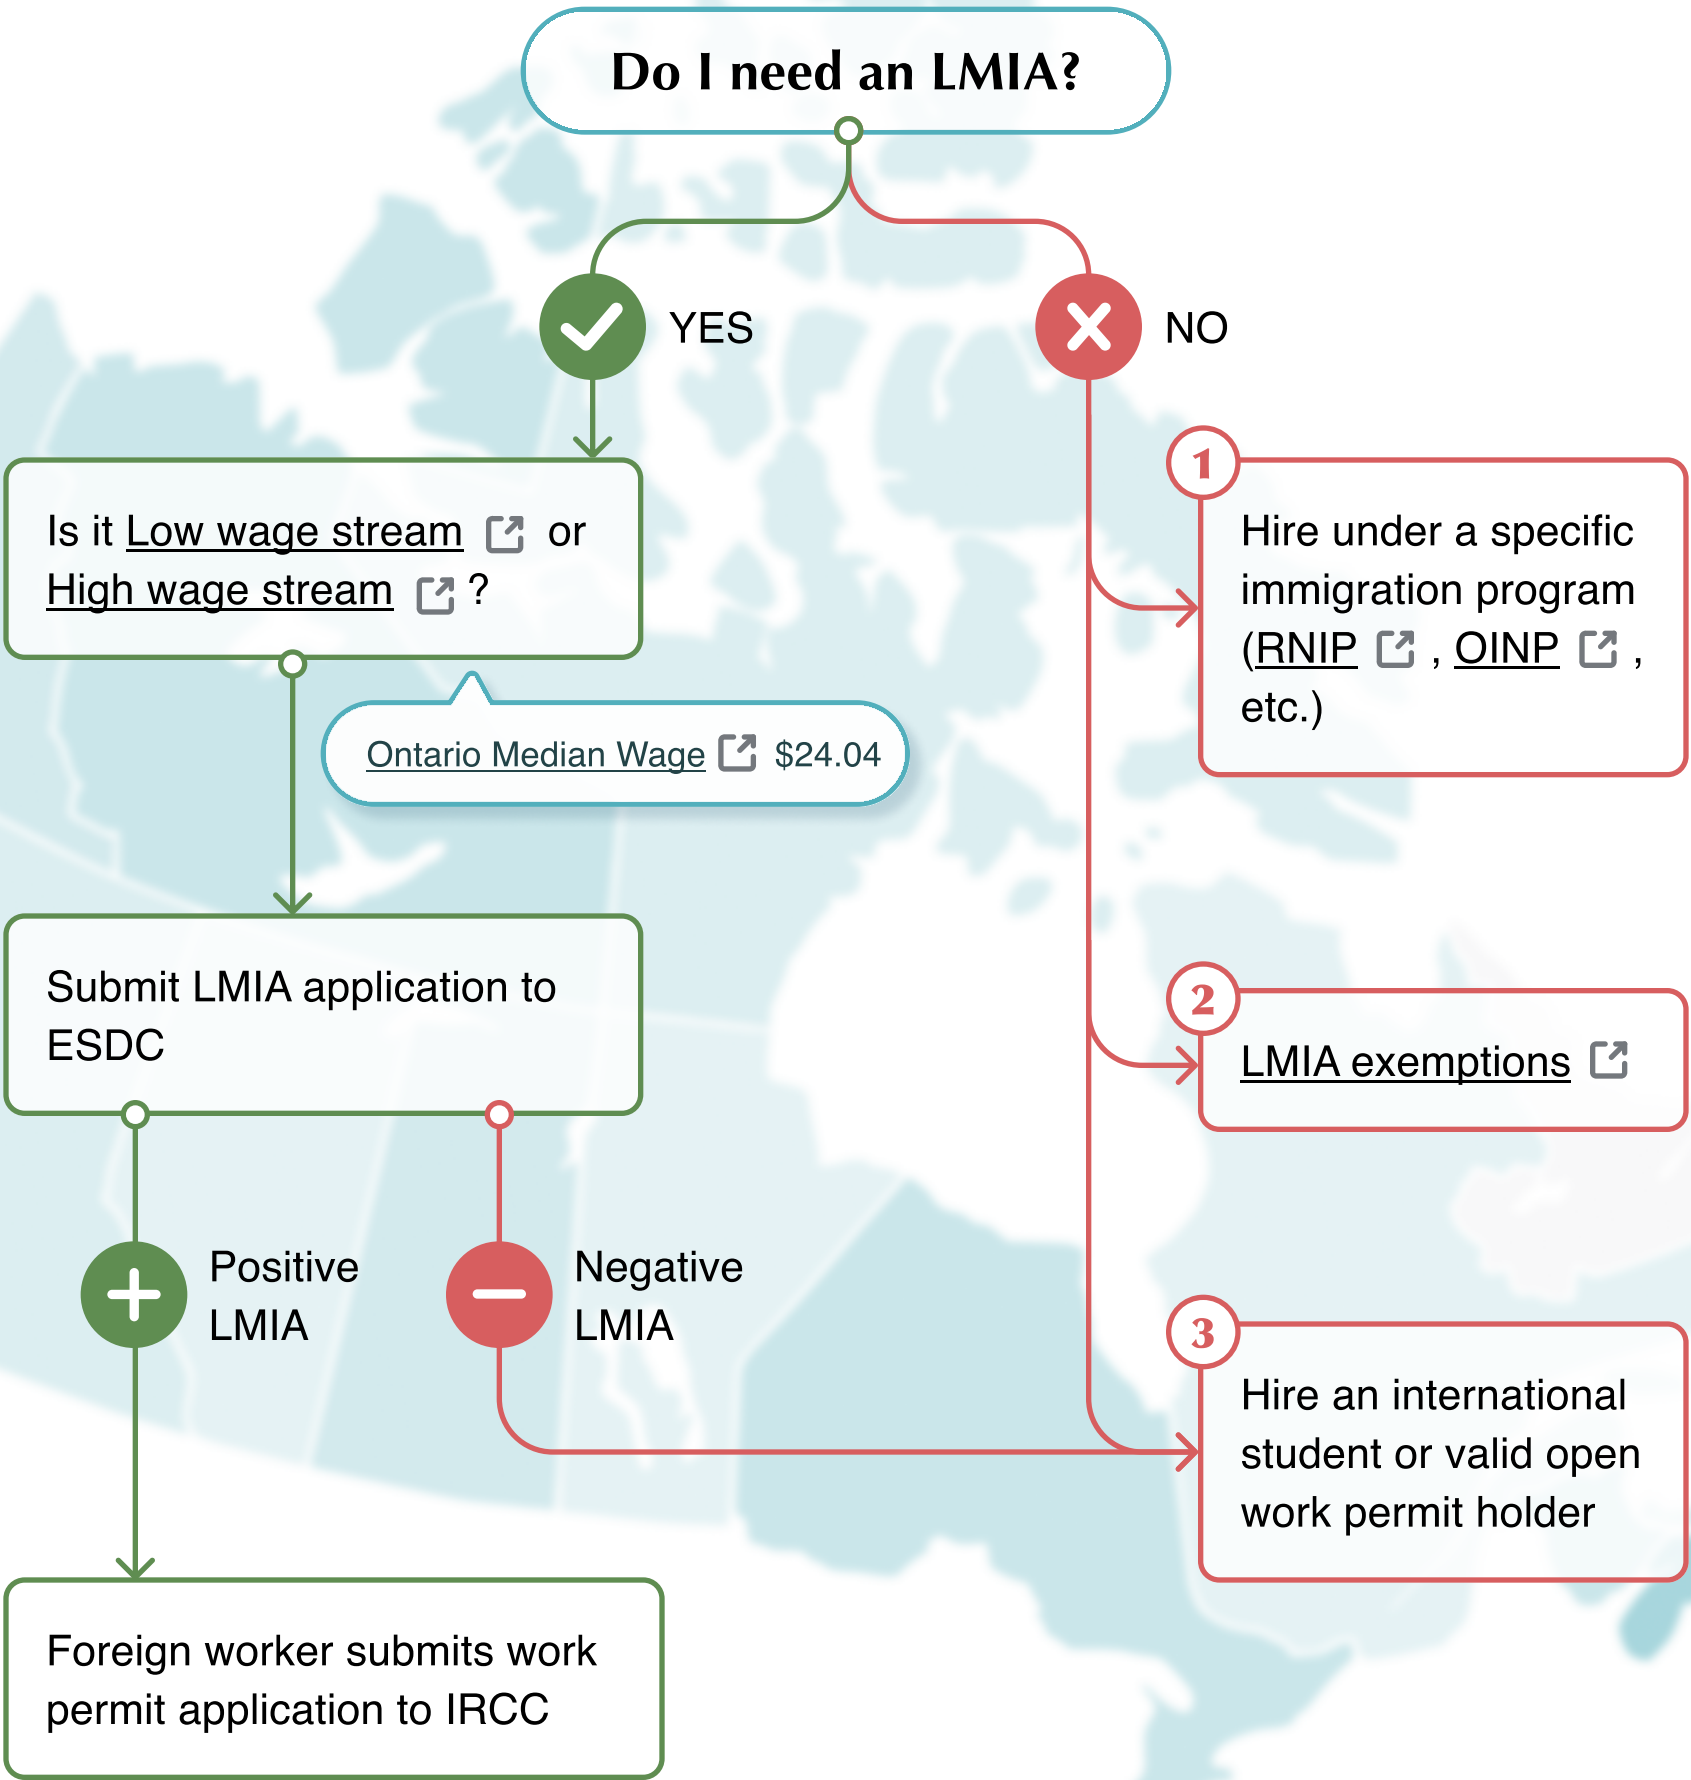 Do I need an LMIA?
YES
NO
Is it Low wage stream or
High wage stream ?
Ontario Median Wage $24.04
Submit LMIA application to
ESDC
Positive
LMIA
Negative
LMIA
Foreign worker submits work
permit application to IRCC
1
Hire under a specific
immigration program
(RNIP , OINP ,
etc.)
2
LMIA exemptions
3
Hire an international
student or valid open
work permit holder